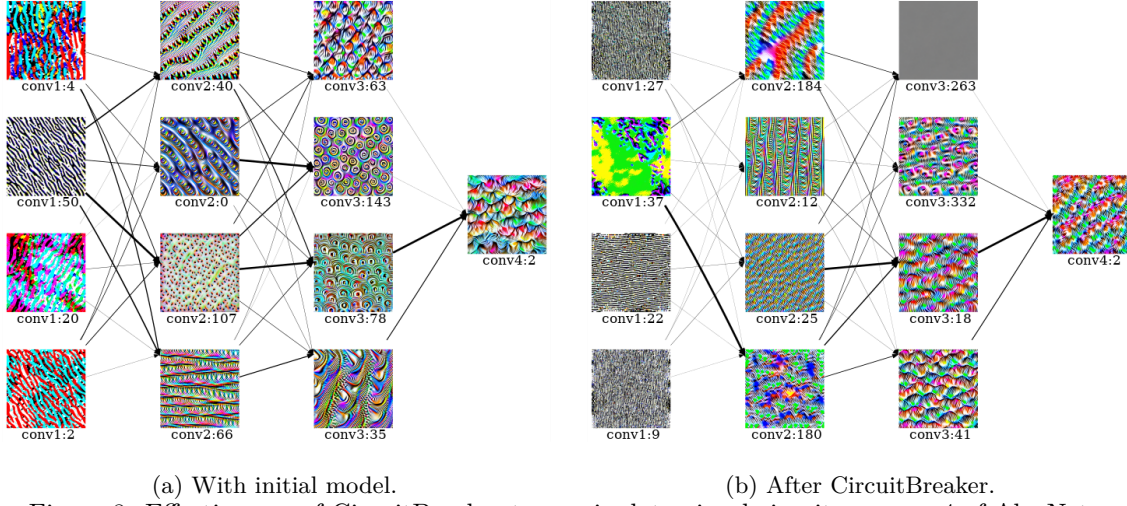 conv1:4
conv2:40
conv3:63
conv1:50
conv2:0
conv3:143
conv4:2
conv1:20
conv2:107
conv3:78
conv1:2
conv2:66
conv3:35
(a) With initial model.
conv1:27
conv2:184
conv3:263
conv1:37
conv2:12
conv3:332
conv4:2
conv1:22
conv2:25
conv3:18
conv1:9
conv2:180
conv3:41
(b) After CircuitBreaker.